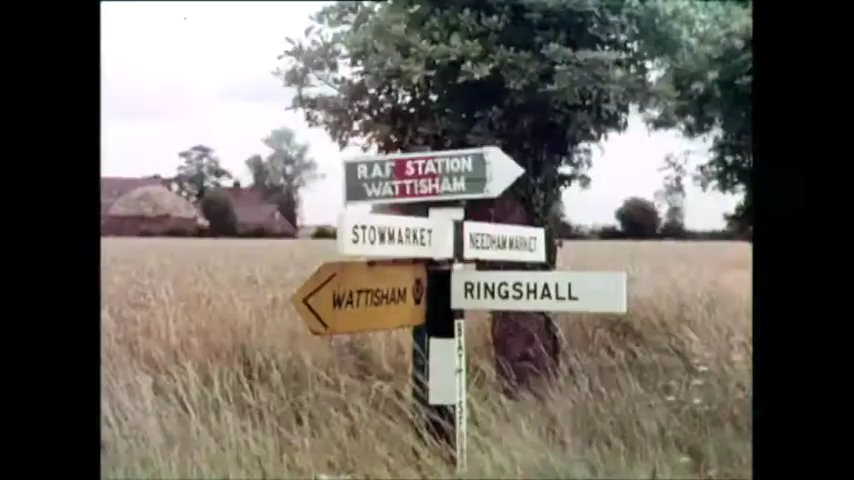 RAF STATION
WATTISHAM
STOWMARKET
NEEDHAM MARKET
WATTISHAM
RINGSHALL